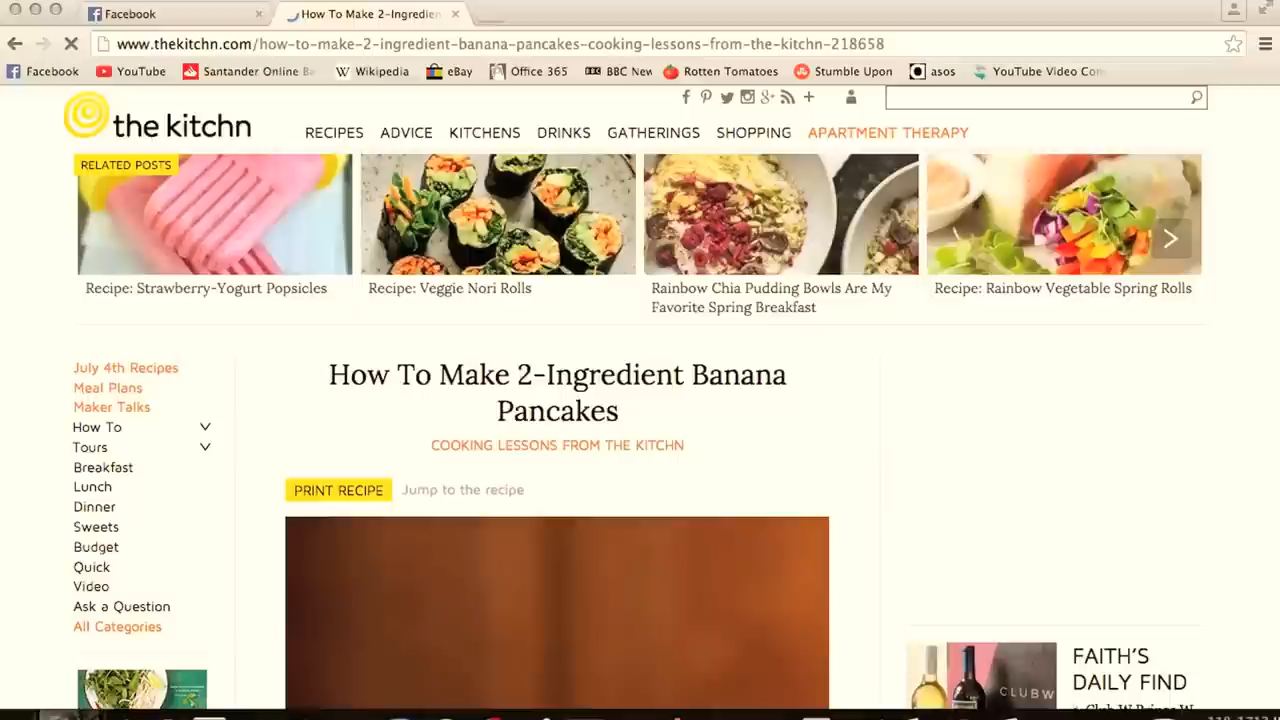 Facebook
How To Make 2-Ingredien
www.thekitchn.com/how-to-make-2-ingredient-banana-pancakes-cooking-lessons-from-the-kitchn-218658
Facebook YouTube Santander Online Ba Wikipedia eBay Office 365 BBC New Rotten Tomatoes Stumble Upon asos YouTube Video Con
the kitchn
RECIPES ADVICE KITCHENS DRINKS GATHERINGS SHOPPING APARTMENT THERAPY
RELATED POSTS
Recipe: Strawberry-Yogurt Popsicles
Recipe: Veggie Nori Rolls
Rainbow Chia Pudding Bowls Are My
Favorite Spring Breakfast
Recipe: Rainbow Vegetable Spring Rolls
July 4th Recipes
Meal Plans
Maker Talks
How To
Tours
Breakfast
Lunch
Dinner
Sweets
Budget
Quick
Video
Ask a Question
All Categories
How To Make 2-Ingredient Banana
Pancakes
COOKING LESSONS FROM THE KITCHN
PRINT RECIPE Jump to the recipe
CLUBW
FAITH'S
DAILY FIND